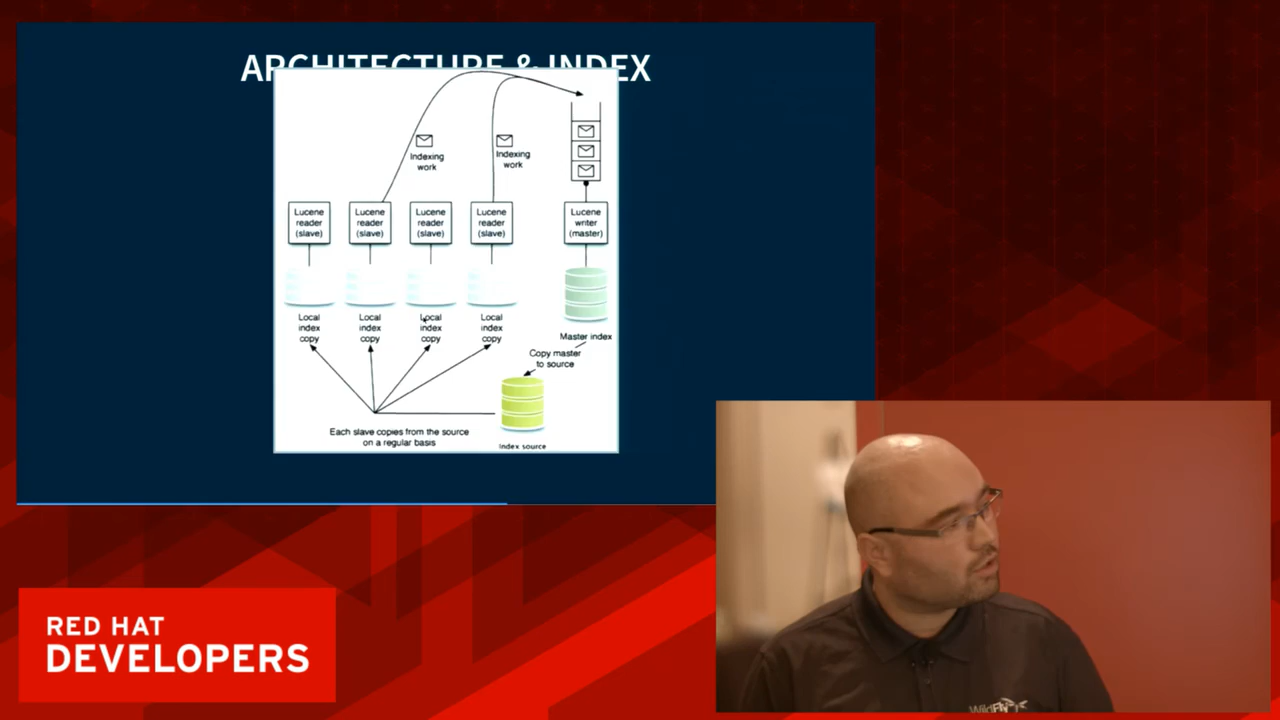 ARCHITECTURE & INDEX
Indexing
work
Indexing
work
Lucene
reader
(slave)
Lucene
reader
(slave)
Lucene
reader
(slave)
Lucene
reader
(slave)
Lucene
writer
(master)
Local
index
copy
Local
index
copy
Local
index
copy
Local
index
copy
Master index
Copy master
to source
Each slave copies from the source
on a regular basis
Index source
RED HAT
DEVELOPERS
WildFly